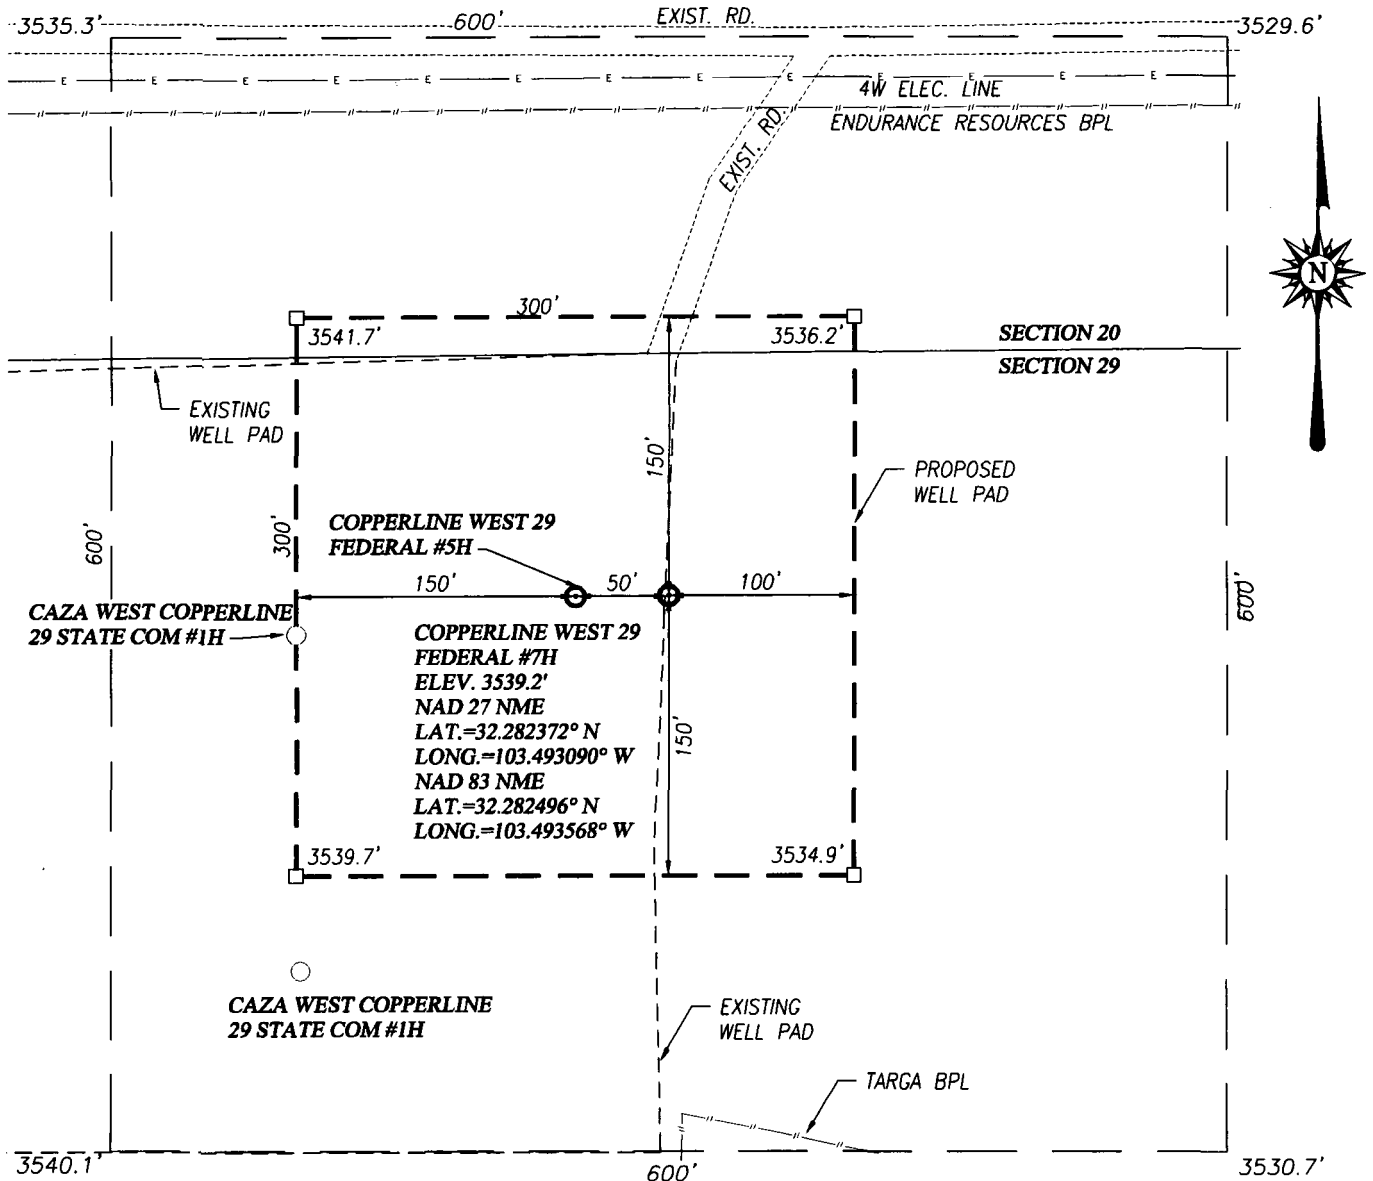 3535.3'
600'
EXIST. RD.
3529.6'
E E E E E E E E E E E E E
4W ELEC. LINE
ENDURANCE RESOURCES BPL
EXIST. RD.
N
300'
3541.7'
3536.2'
SECTION 20
SECTION 29
EXISTING
WELL PAD
150'
PROPOSED
WELL PAD
600'
300'
COPPERLINE WEST 29
FEDERAL #5H
150'
50'
100'
600'
CAZA WEST COPPERLINE
29 STATE COM #1H
COPPERLINE WEST 29
FEDERAL #7H
ELEV. 3539.2'
NAD 27 NME
LAT.=32.282372° N
LONG.=103.493090° W
NAD 83 NME
LAT.=32.282496° N
LONG.=103.493568° W
150'
3539.7'
3534.9'
CAZA WEST COPPERLINE
29 STATE COM #1H
EXISTING
WELL PAD
TARGA BPL
3540.1'
600'
3530.7'